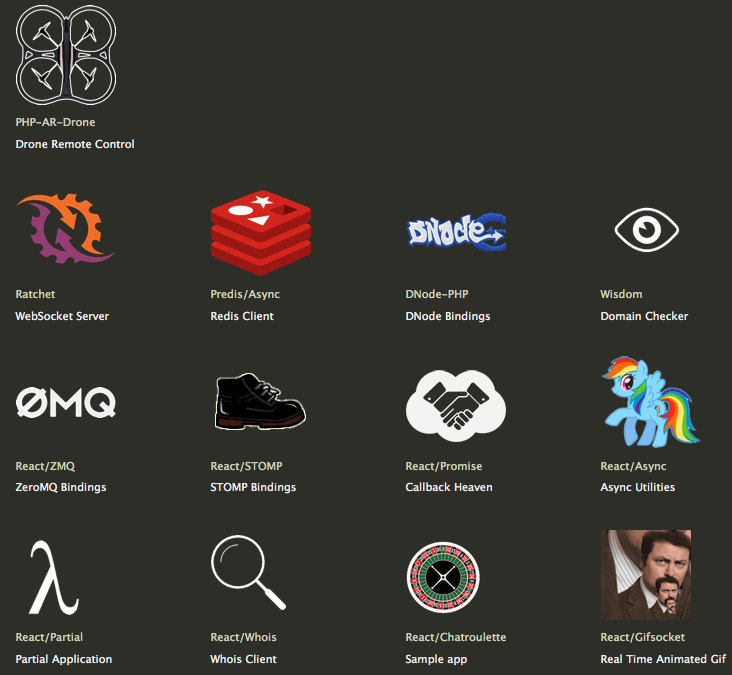 PHP-AR-Drone
Drone Remote Control
DNode
Ratchet
Predis/Async
DNode-PHP
Wisdom
WebSocket Server
Redis Client
DNode Bindings
Domain Checker
ØMQ
React/ZMQ
React/STOMP
React/Promise
React/Async
ZeroMQ Bindings
STOMP Bindings
Callback Heaven
Async Utilities
λ
React/Partial
React/Whois
React/Chatroulette
React/Gifsocket
Partial Application
Whois Client
Sample app
Real Time Animated Gif